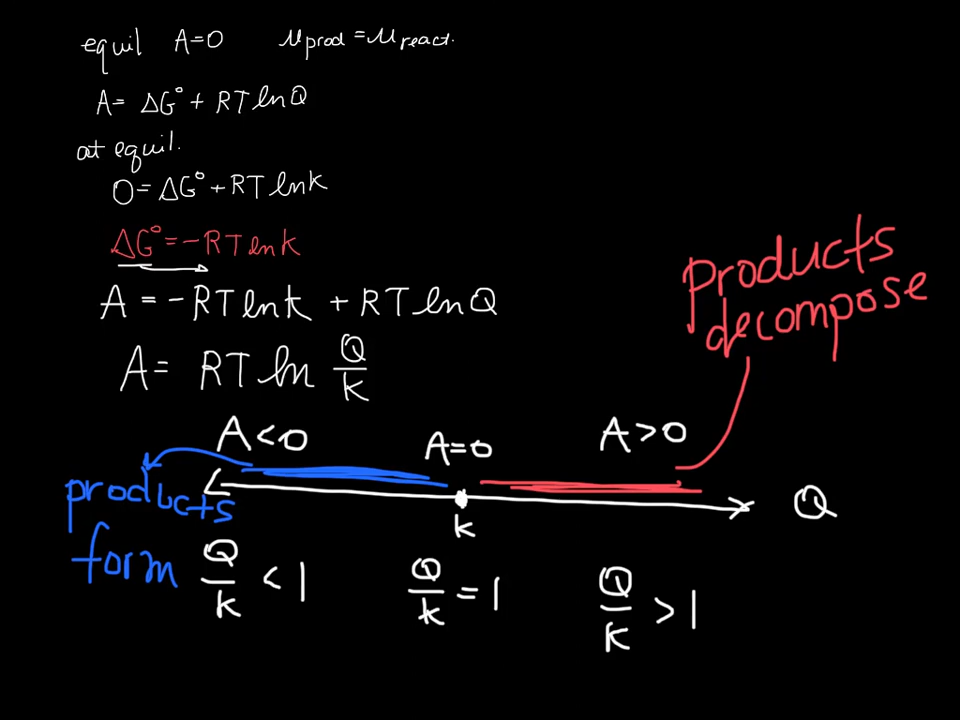 equil A=0 μprod = μreact.
A= ΔG° + RT ln Q
at equil.
0= ΔG° + RT ln k
ΔG° = -RT ln k
A = -RT ln k + RT ln Q
A= RT ln Q/k
products
decompose
A<0 A=0 A>0
products
form
k
Q
Q/k < 1 Q/k = 1 Q/k > 1